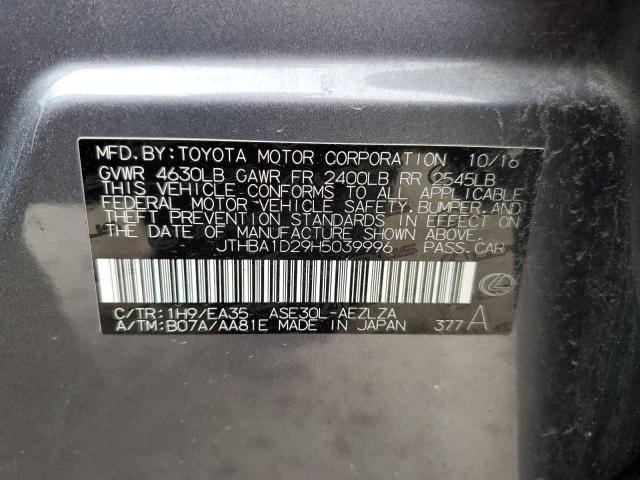 MFD. BY: TOYOTA MOTOR CORPORATION 10/16
GVWR 4630LB GAWR FR 2400LB RR 2545LB
THIS VEHICLE CONFORMS TO ALL APPLICABLE
FEDERAL MOTOR VEHICLE SAFETY, BUMPER, AND
THEFT PREVENTION STANDARDS IN EFFECT ON
THE DATE OF MANUFACTURE SHOWN ABOVE.
JTHBA1D29H5039996 PASS. CAR
C/TR: 1H9/EA35 ASE30L-AEZLZA
A/TM: B07A/AA81E MADE IN JAPAN 377 A